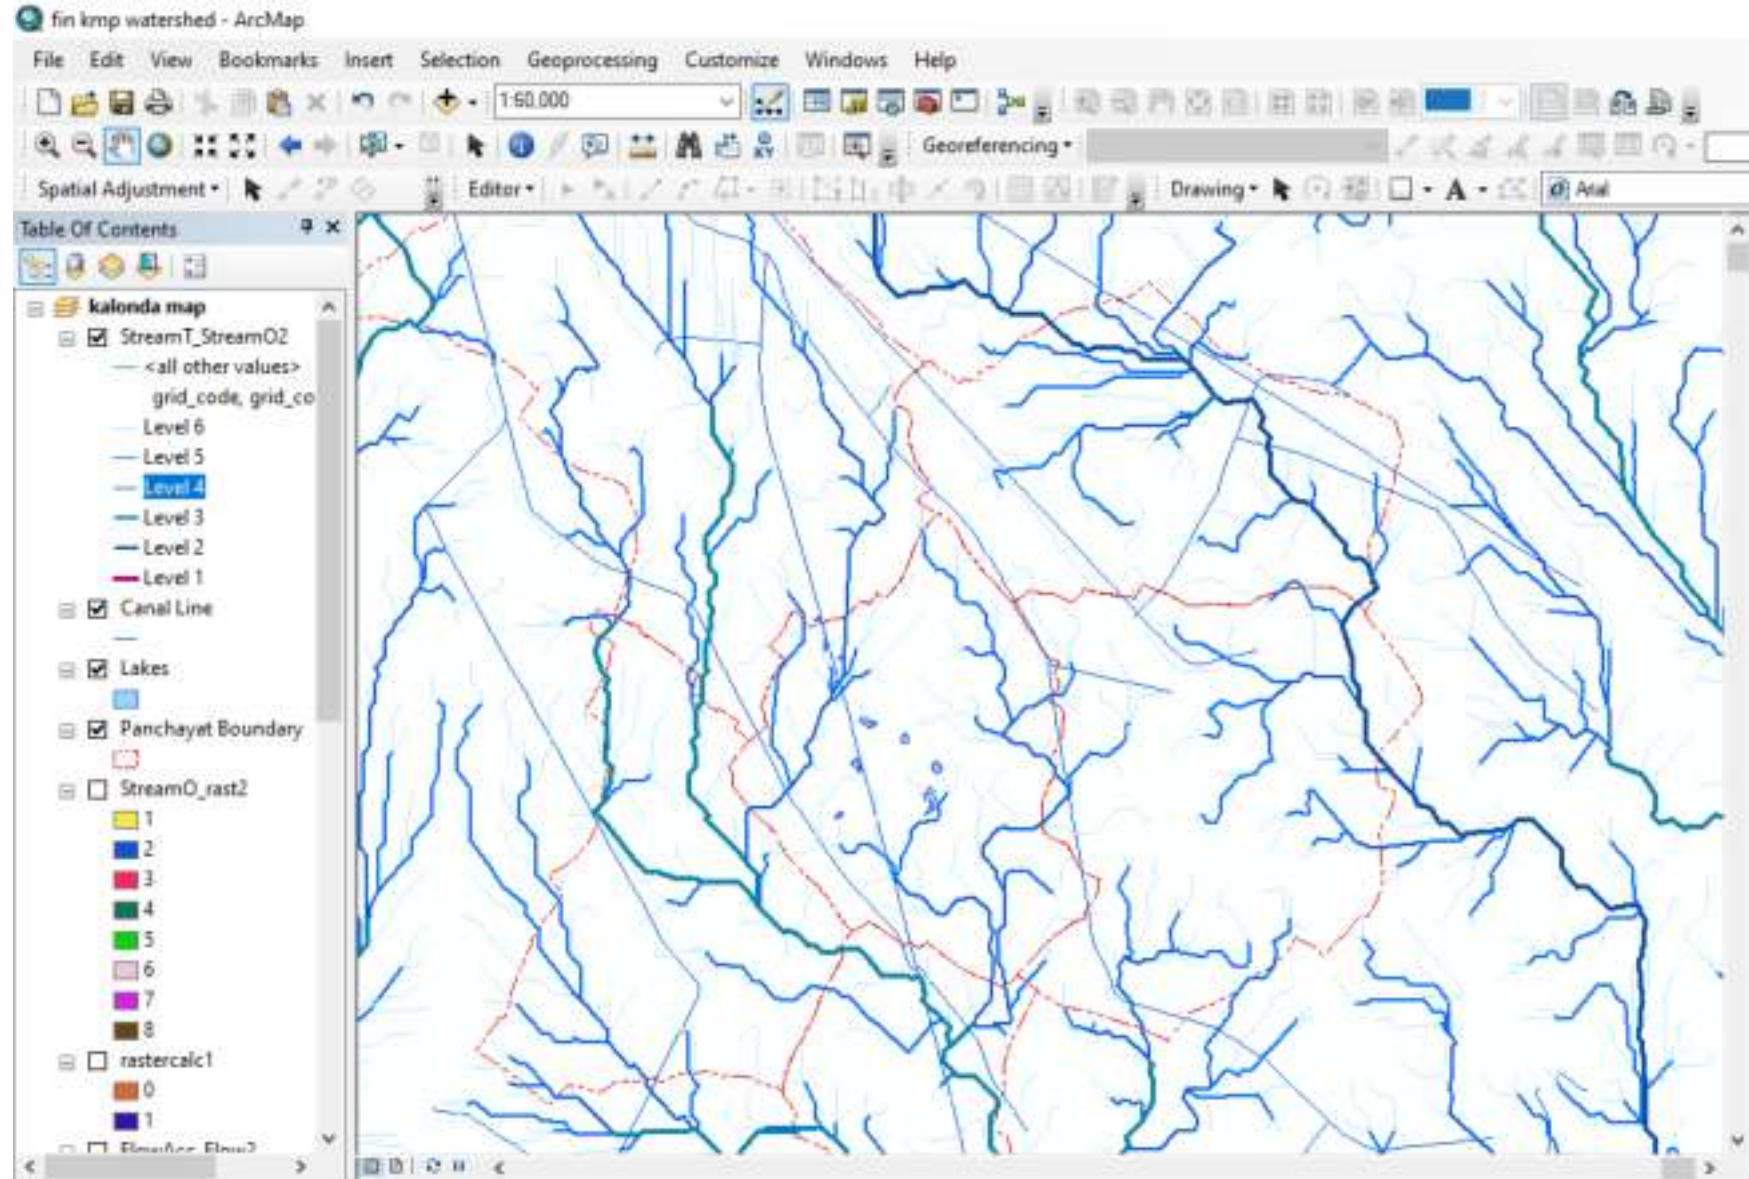 fin kmp watershed - ArcMap
File Edit View Bookmarks Insert Selection Geoprocessing Customize Windows Help
1:60,000
Georeferencing
Spatial Adjustment Editor Drawing A Arial
Table Of Contents
kalonda map
StreamT_StreamO2
<all other values>
grid_code, grid_co
Level 6
Level 5
Level 4
Level 3
Level 2
Level 1
Canal Line
Lakes
Panchayat Boundary
StreamO_rast2
1
2
3
4
5
6
7
8
rastercalc1
0
1
FlowAcc_Flow2